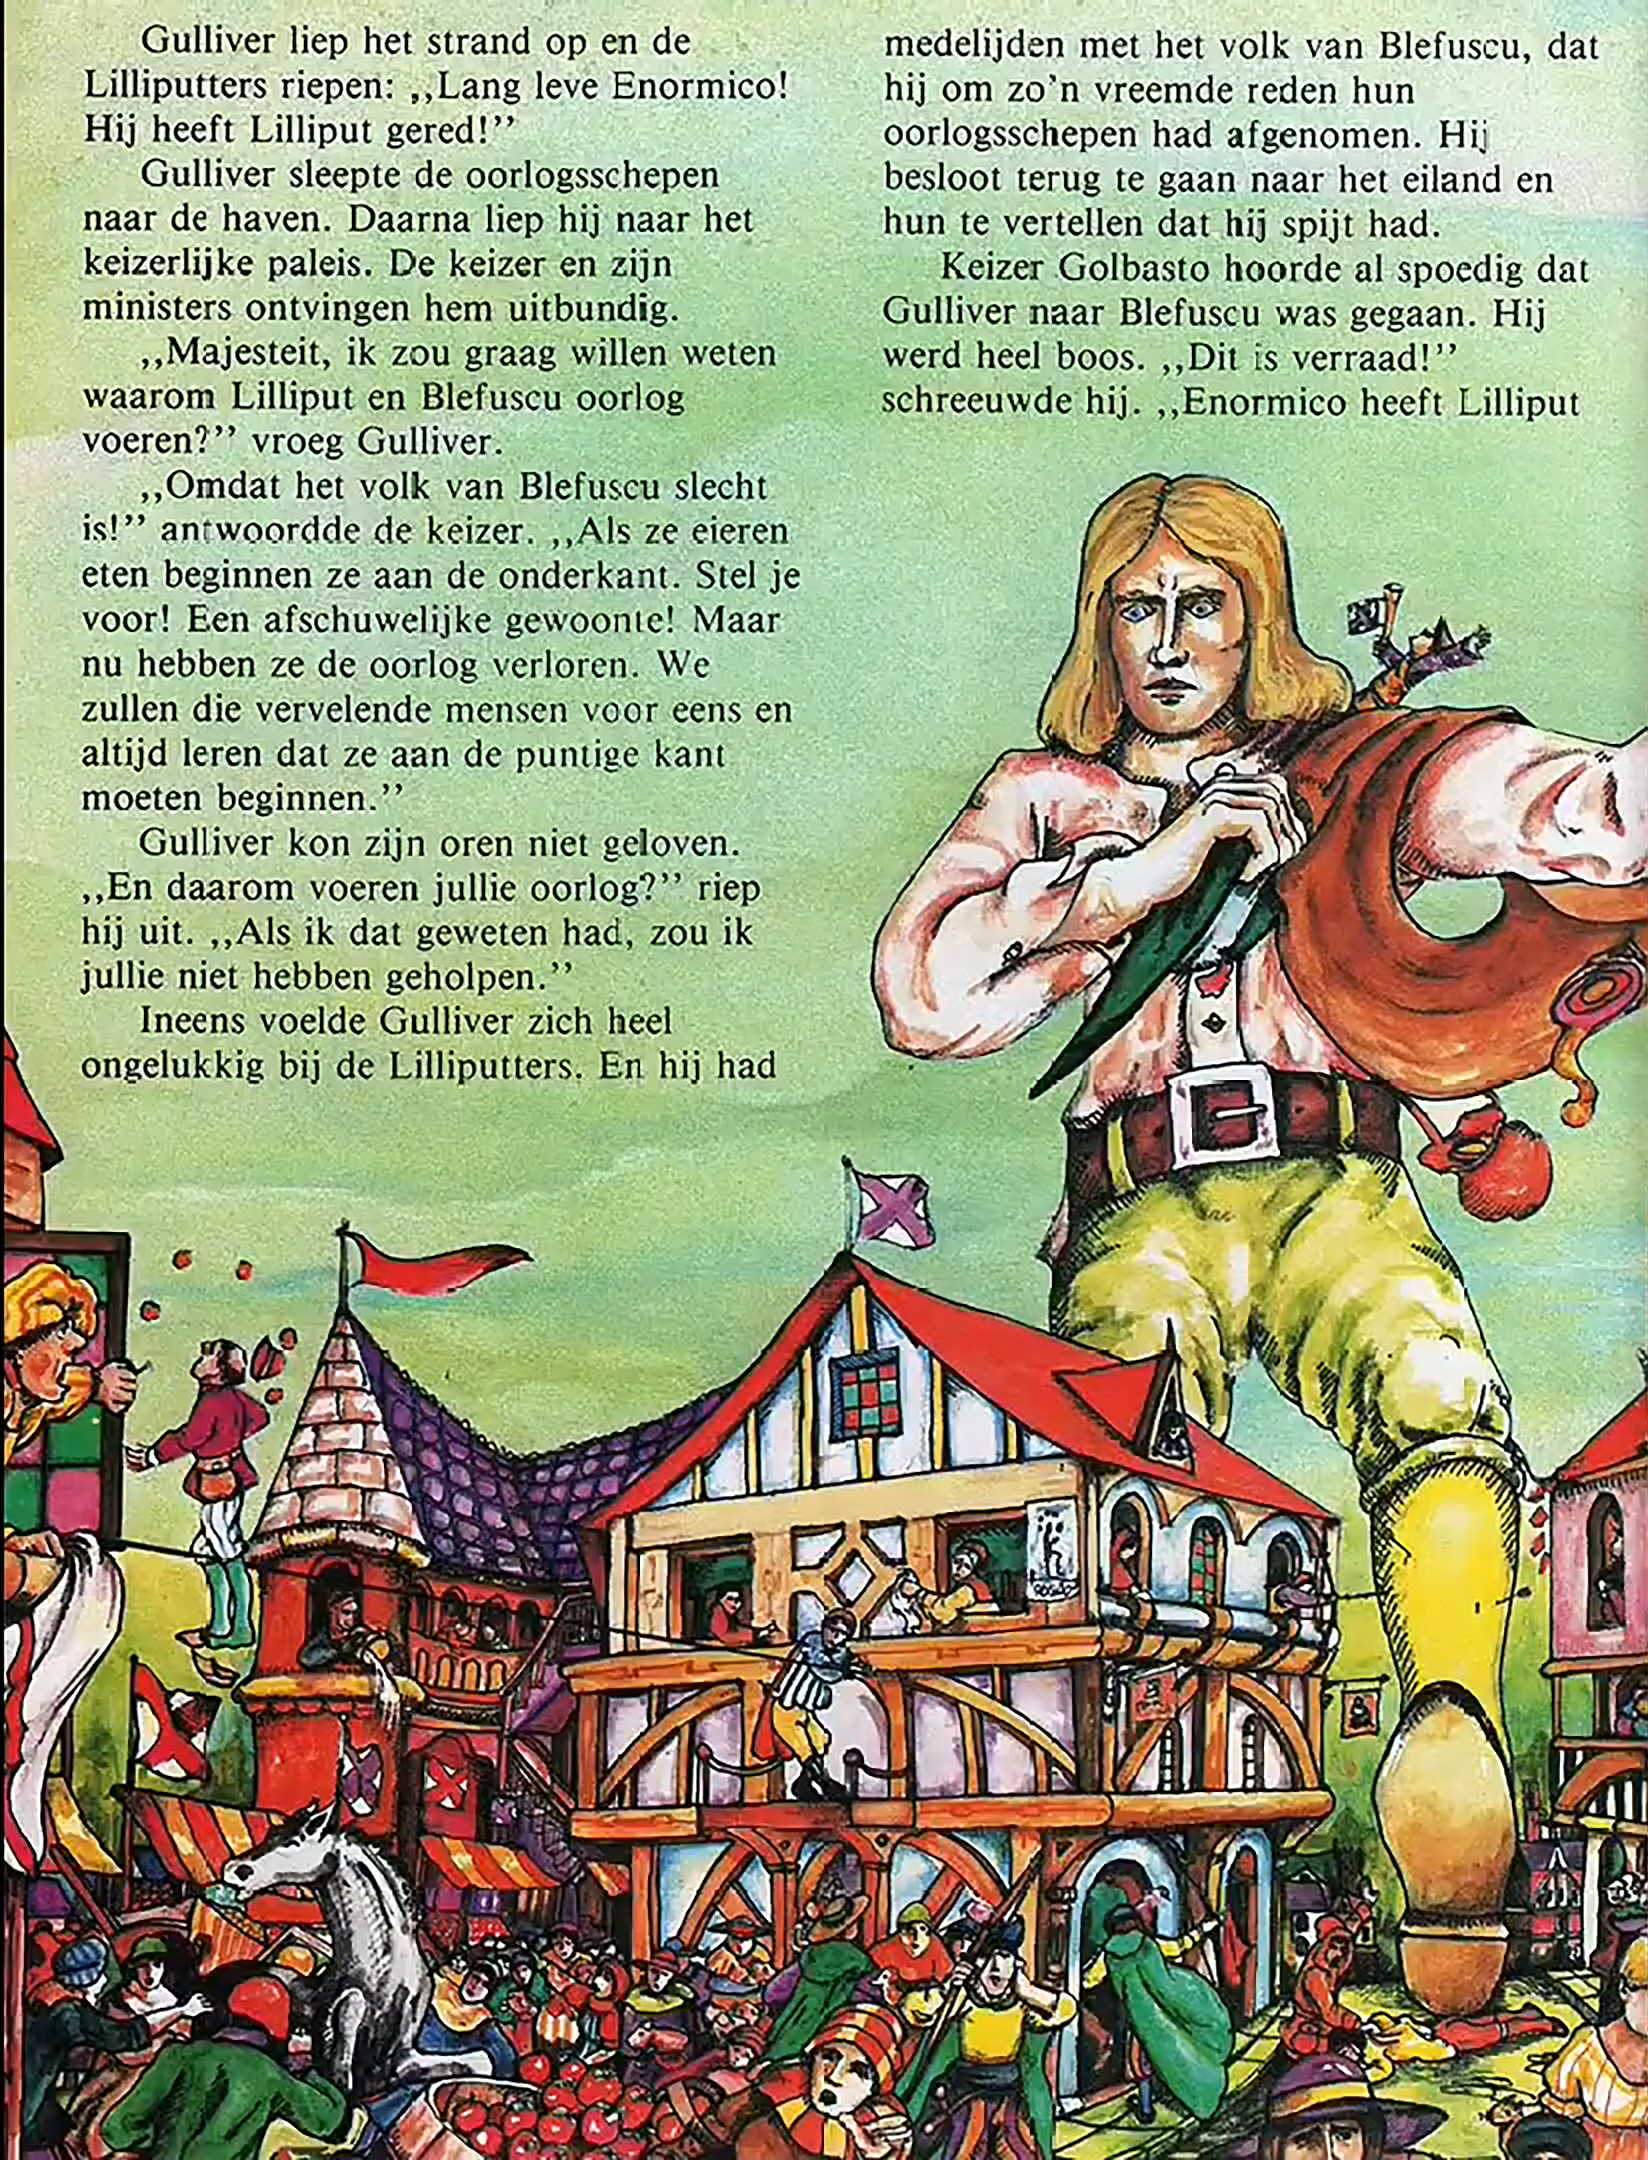 Gulliver liep het strand op en de
Lilliputters riepen: ,,Lang leve Enormico!
Hij heeft Lilliput gered!”
Gulliver sleepte de oorlogsschepen
naar de haven. Daarna liep hij naar het
keizerlijke paleis. De keizer en zijn
ministers ontvingen hem uitbundig.
,,Majesteit, ik zou graag willen weten
waarom Lilliput en Blefuscu oorlog
voeren?” vroeg Gulliver.
,,Omdat het volk van Blefuscu slecht
is!” antwoordde de keizer. ,,Als ze eieren
eten beginnen ze aan de onderkant. Stel je
voor! Een afschuwelijke gewoonte! Maar
nu hebben ze de oorlog verloren. We
zullen die vervelende mensen voor eens en
altijd leren dat ze aan de puntige kant
moeten beginnen.”
Gulliver kon zijn oren niet geloven.
,,En daarom voeren jullie oorlog?” riep
hij uit. ,,Als ik dat geweten had, zou ik
jullie niet hebben geholpen.”
Ineens voelde Gulliver zich heel
ongelukkig bij de Lilliputters. En hij had
medelijden met het volk van Blefuscu, dat
hij om zo’n vreemde reden hun
oorlogsschepen had afgenomen. Hij
besloot terug te gaan naar het eiland en
hun te vertellen dat hij spijt had.
Keizer Golbasto hoorde al spoedig dat
Gulliver naar Blefuscu was gegaan. Hij
werd heel boos. ,,Dit is verraad!”
schreeuwde hij. ,,Enormico heeft Lilliput